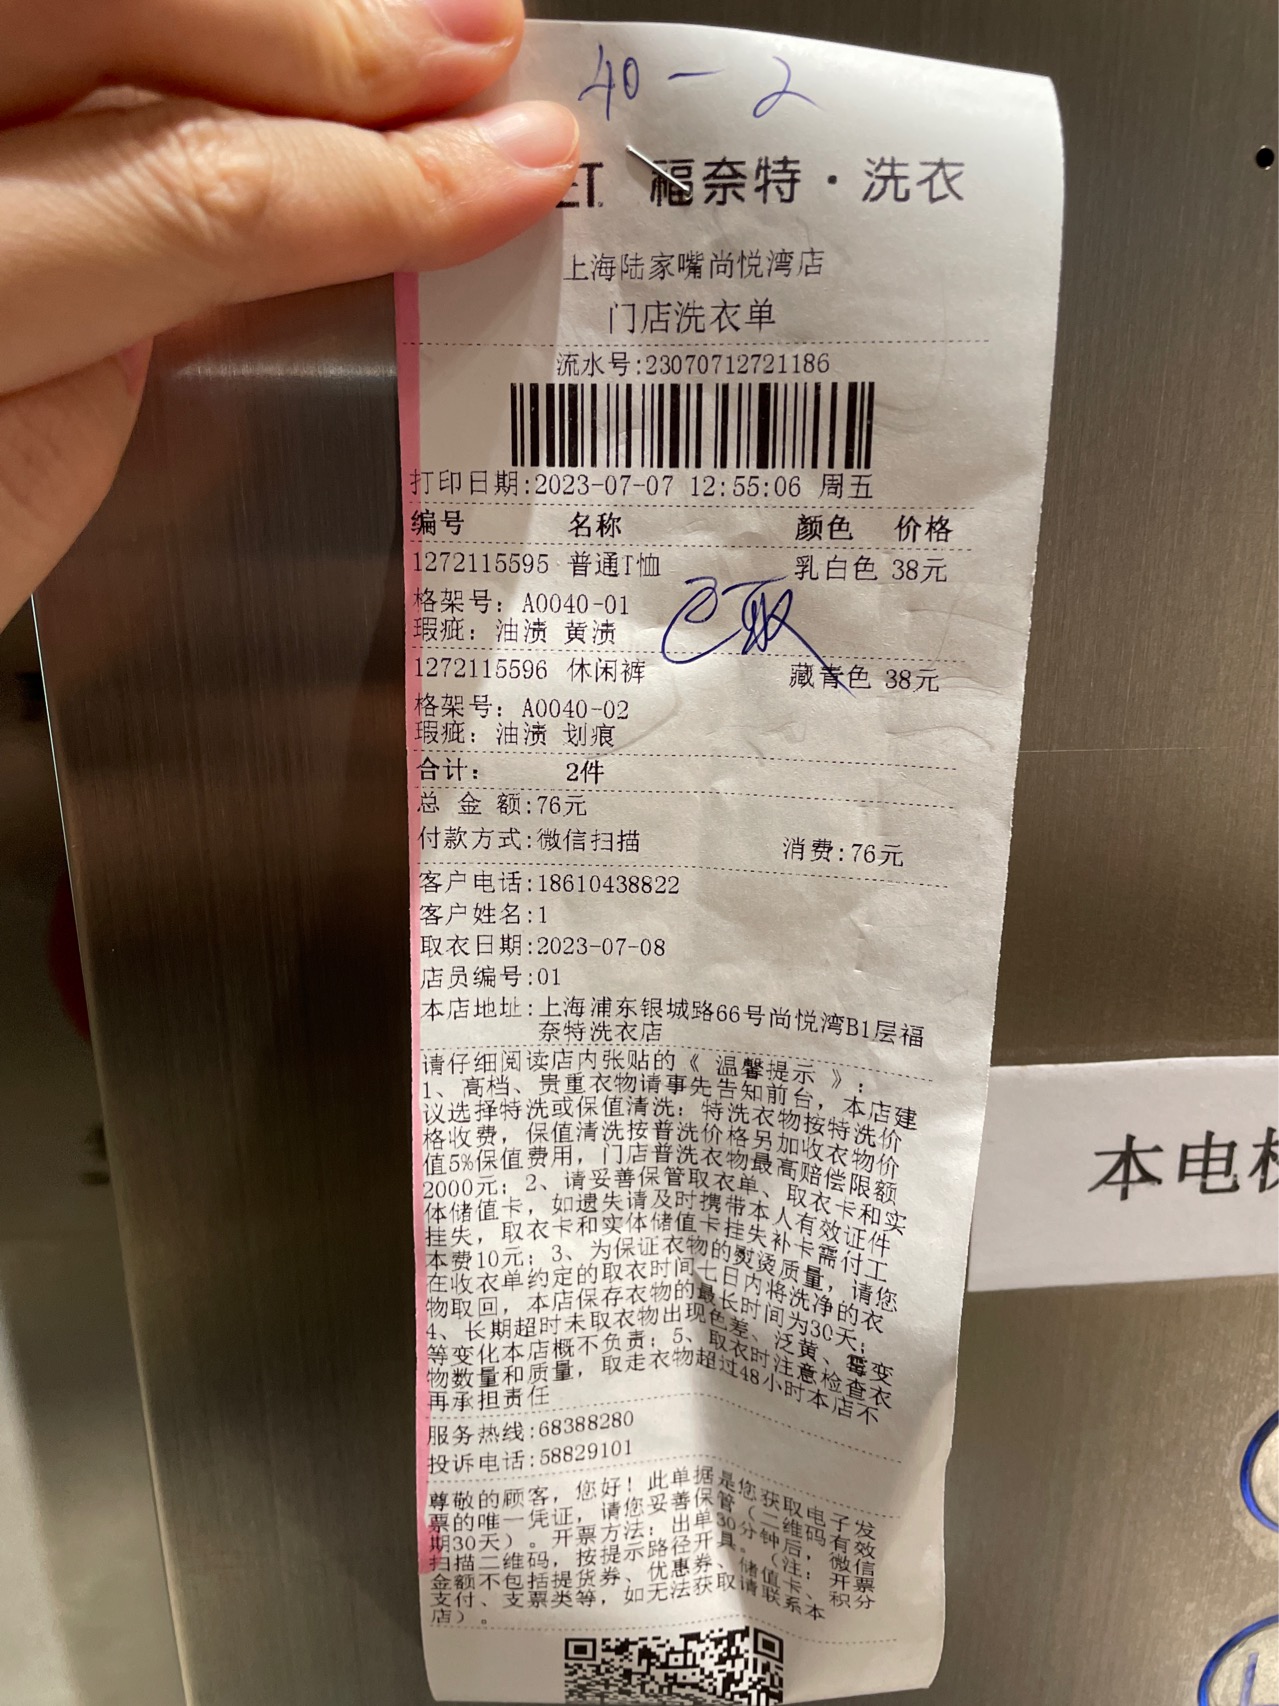 40-2
ET. 福奈特·洗衣
上海陆家嘴尚悦湾店
门店洗衣单
流水号:23070712721186
打印日期:2023-07-07 12:55:06 周五
编号 名称 颜色 价格
1272115595 普通T恤 乳白色 38元
格架号: A0040-01
瑕疵: 油渍 黄渍
已取
1272115596 休闲裤 藏青色 38元
格架号: A0040-02
瑕疵: 油渍 划痕
合计: 2件
总 金 额:76元
付款方式:微信扫描 消费:76元
客户电话:18610438822
客户姓名:1
取衣日期:2023-07-08
店员编号:01
本店地址:上海浦东银城路66号尚悦湾B1层福
奈特洗衣店
请仔细阅读店内张贴的《 温馨提示 》:
1、高档、贵重衣物请事先告知前台, 本店建
议选择特洗或保值清洗; 特洗衣物按特洗价
格收费, 保值清洗按普洗价格另加收衣物价
值5%保值费用, 门店普洗衣物最高赔偿限额
2000元; 2、请妥善保管取衣单、取衣卡和实
体储值卡, 如遗失请及时携带本人有效证件
挂失, 取衣卡和实体储值卡挂失补卡需付工
本费10元; 3、为保证衣物的熨烫质量, 请您
在收衣单约定的取衣时间七日内将洗净的衣
物取回, 本店保存衣物的最长时间为30天;
4、长期超时未取衣物出现色差、泛黄、霉变
等变化本店概不负责; 5、取衣时注意检查衣
物数量和质量, 取走衣物超过48小时本店不
再承担责任
服务热线:68388280
投诉电话:58829101
尊敬的顾客, 您好! 此单据是您获取电子发
票的唯一凭证, 请您妥善保管(二维码有效
期30天)。开票方法: 出单30分钟后, 微信
扫描二维码, 按提示路径开具。(注: 开票
金额不包括提货券、优惠券、储值卡、积分
支付、支票类等, 如无法获取请联系本
店)。
本电